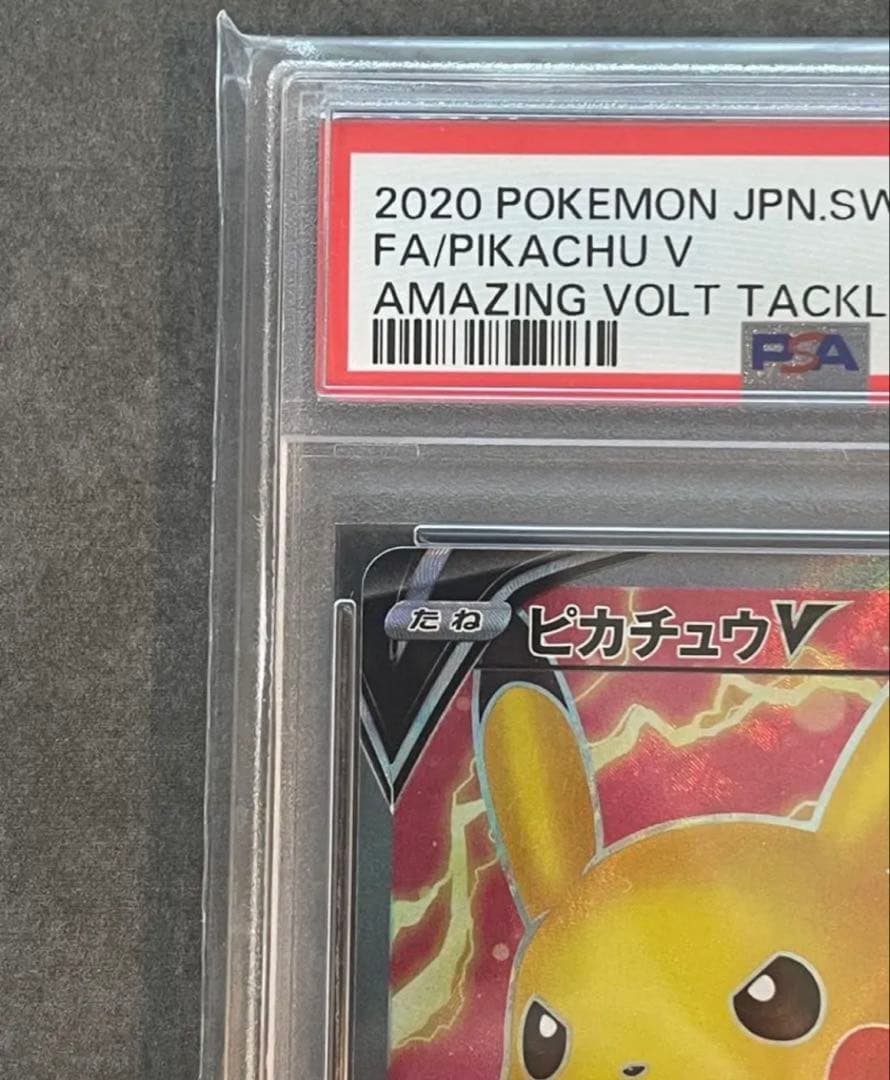 2020 POKEMON JPN.SW
FA/PIKACHU V
AMAZING VOLT TACKL
PSA
たね ピカチュウV